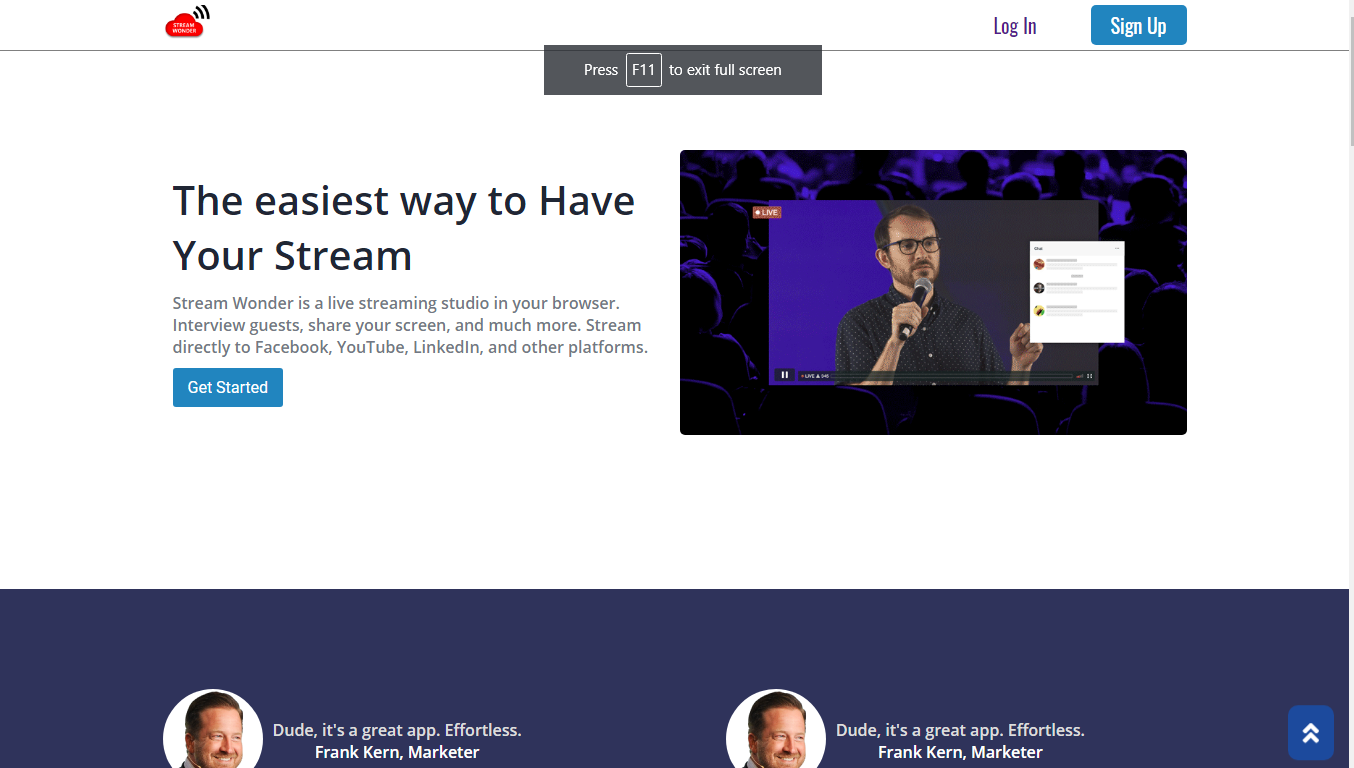 STREAM
WONDER
Log In
Sign Up
Press F11 to exit full screen
The easiest way to Have
Your Stream
Stream Wonder is a live streaming studio in your browser.
Interview guests, share your screen, and much more. Stream
directly to Facebook, YouTube, LinkedIn, and other platforms.
Get Started
LIVE
Chat
LIVE
Dude, it's a great app. Effortless.
Frank Kern, Marketer
Dude, it's a great app. Effortless.
Frank Kern, Marketer